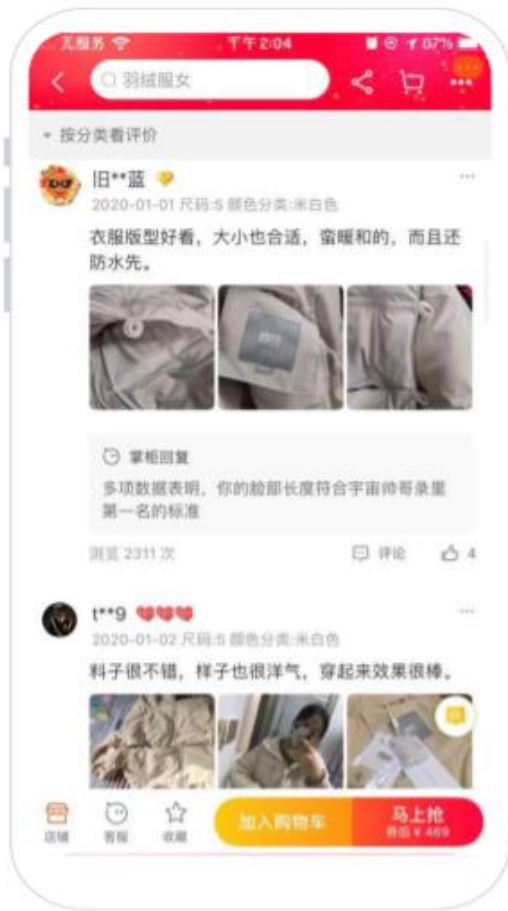 无服务
下午2:04
67%
羽绒服女
按分类看评价
旧**蓝
2020-01-01 尺码:S 颜色分类:米白色
衣服版型好看，大小也合适，蛮暖和的，而且还
防水先。
掌柜回复
多项数据表明，你的脸部长度符合宇宙帅哥录里
第一名的标准
浏览 2311 次
评论
4
t**9
2020-01-02 尺码:S 颜色分类:米白色
料子很不错，样子也很洋气，穿起来效果很棒。
店铺
客服
收藏
加入购物车
马上抢
券后 ¥ 469